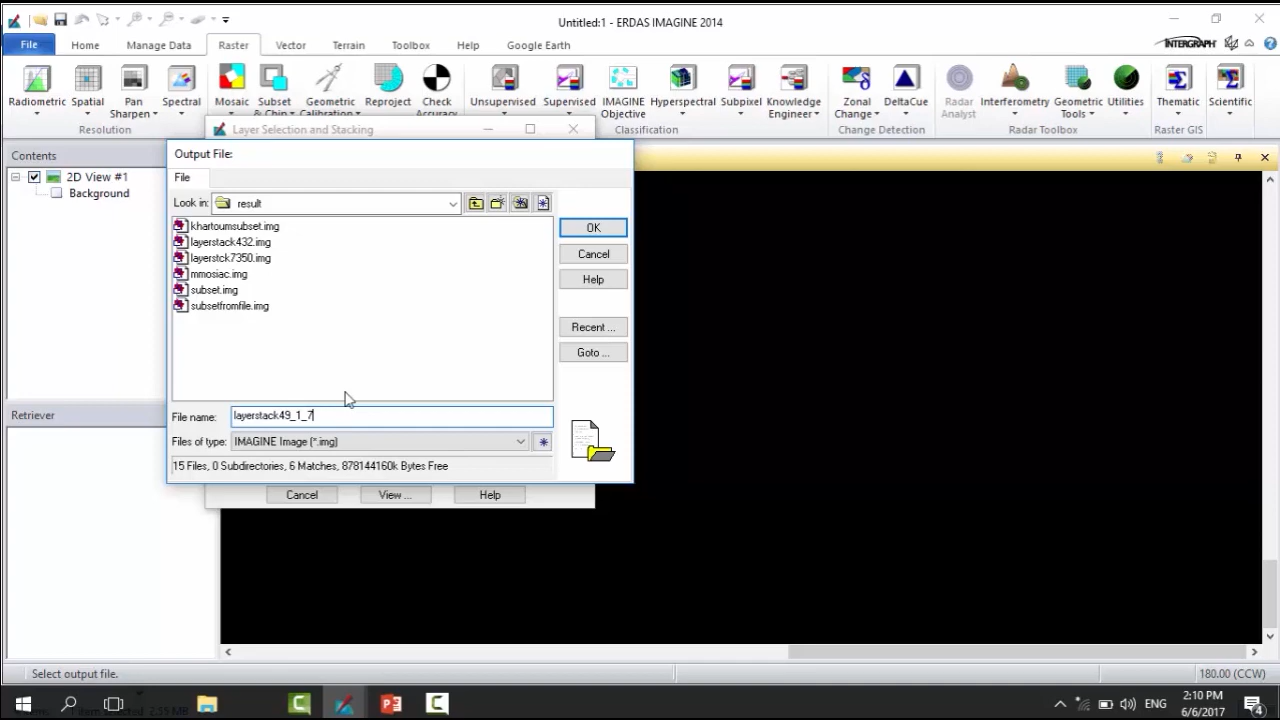 Untitled:1 - ERDAS IMAGINE 2014
File Home Manage Data Raster Vector Terrain Toolbox Help Google Earth
INTERGRAPH
Radiometric Spatial Pan Sharpen Spectral Mosaic Subset & Chip Geometric Calibration Reproject Check Accuracy Unsupervised Supervised IMAGINE Objective Hyperspectral Subpixel Knowledge Engineer Zonal Change DeltaCue Radar Analyst Interferometry Geometric Tools Utilities Thematic Scientific
Resolution Classification Change Detection Radar Toolbox Raster GIS
Layer Selection and Stacking
Contents
2D View #1
Background
Retriever
Output File:
File
Look in: result
khartoumsubset.img
layerstack432.img
layerstck7350.img
mmosiac.img
subset.img
subsetfromfile.img
OK
Cancel
Help
Recent ...
Goto ...
File name: layerstack49_1_7
Files of type: IMAGINE Image (*.img)
15 Files, 0 Subdirectories, 6 Matches, 878144160k Bytes Free
Cancel View ... Help
Select output file.
180.00 (CCW)
ENG
2:10 PM
6/6/2017
4